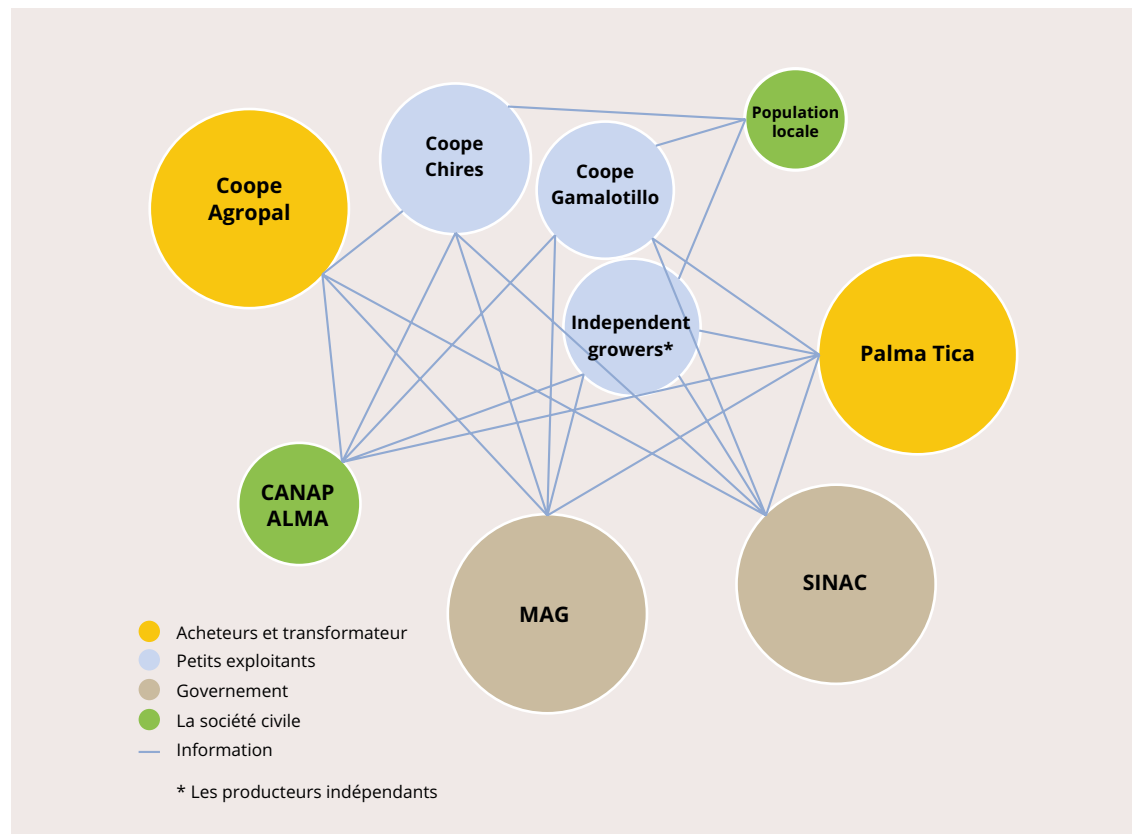 Population
locale
Coope
Chires
Coope
Gamalotillo
Coope
Agropal
Independent
growers*
Palma Tica
CANAP
ALMA
MAG
SINAC
Acheteurs et transformateur
Petits exploitants
Governement
La société civile
Information
* Les producteurs indépendants